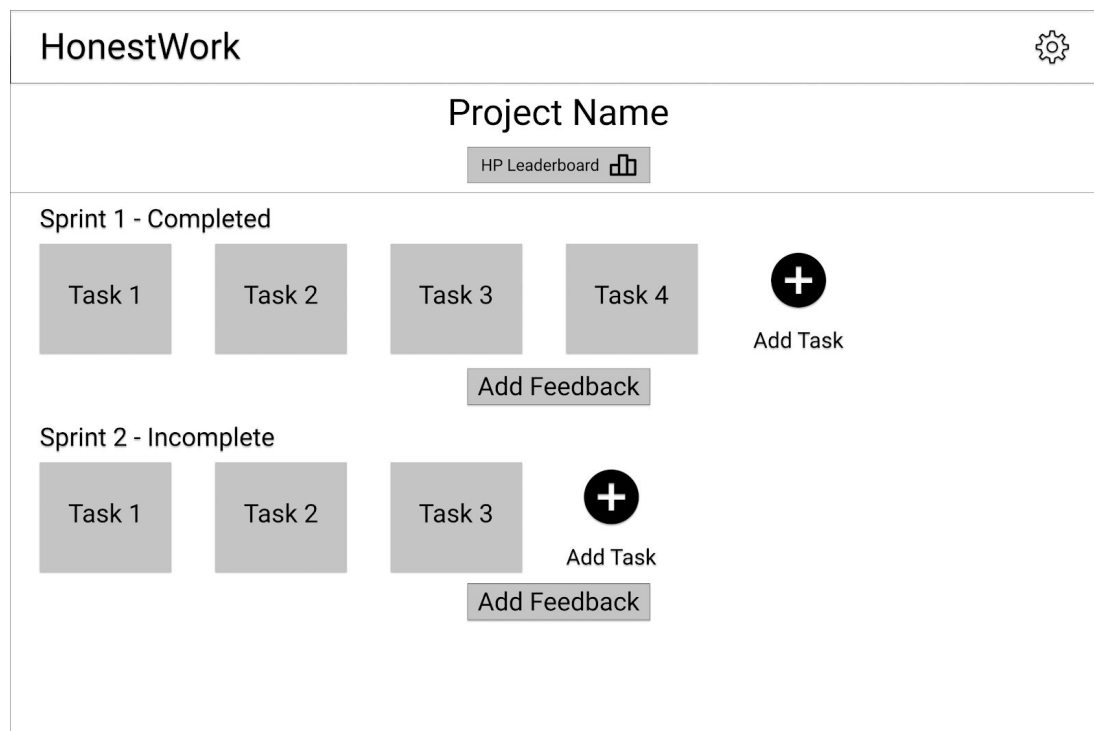 HonestWork
Project Name
HP Leaderboard
Sprint 1 - Completed
Task 1
Task 2
Task 3
Task 4
Add Task
Add Feedback
Sprint 2 - Incomplete
Task 1
Task 2
Task 3
Add Task
Add Feedback